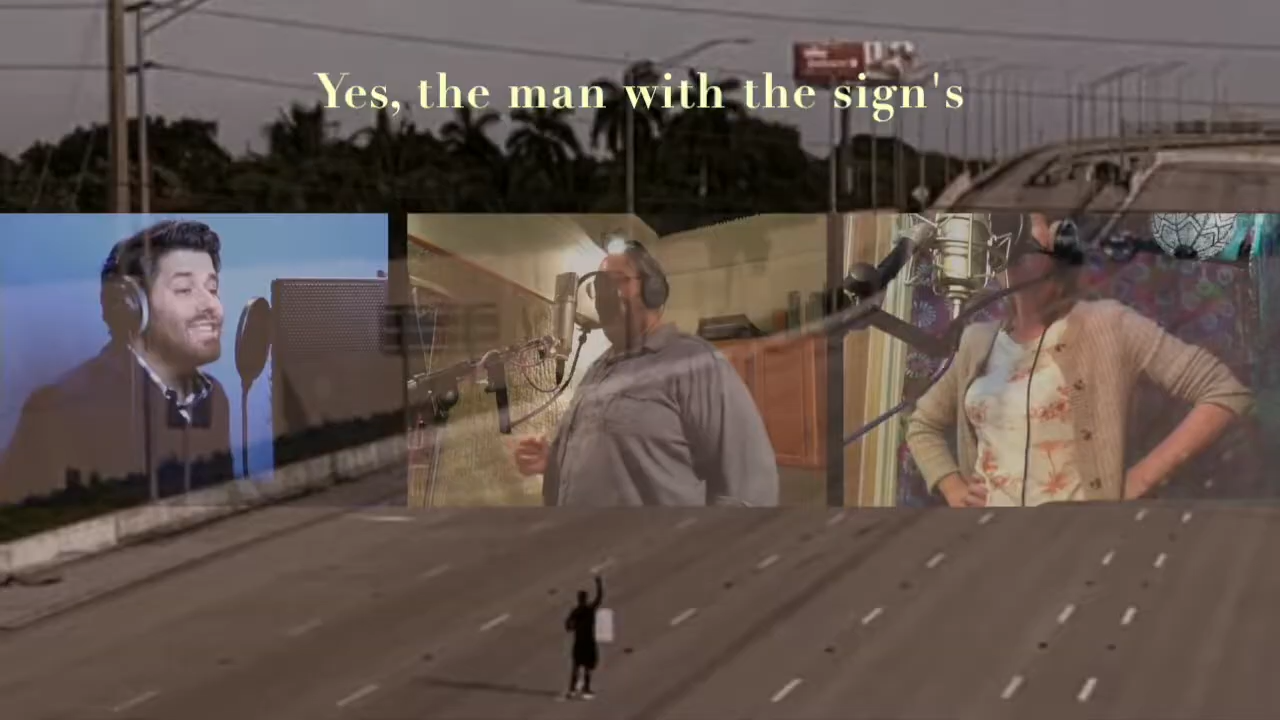 Yes, the man with the sign's